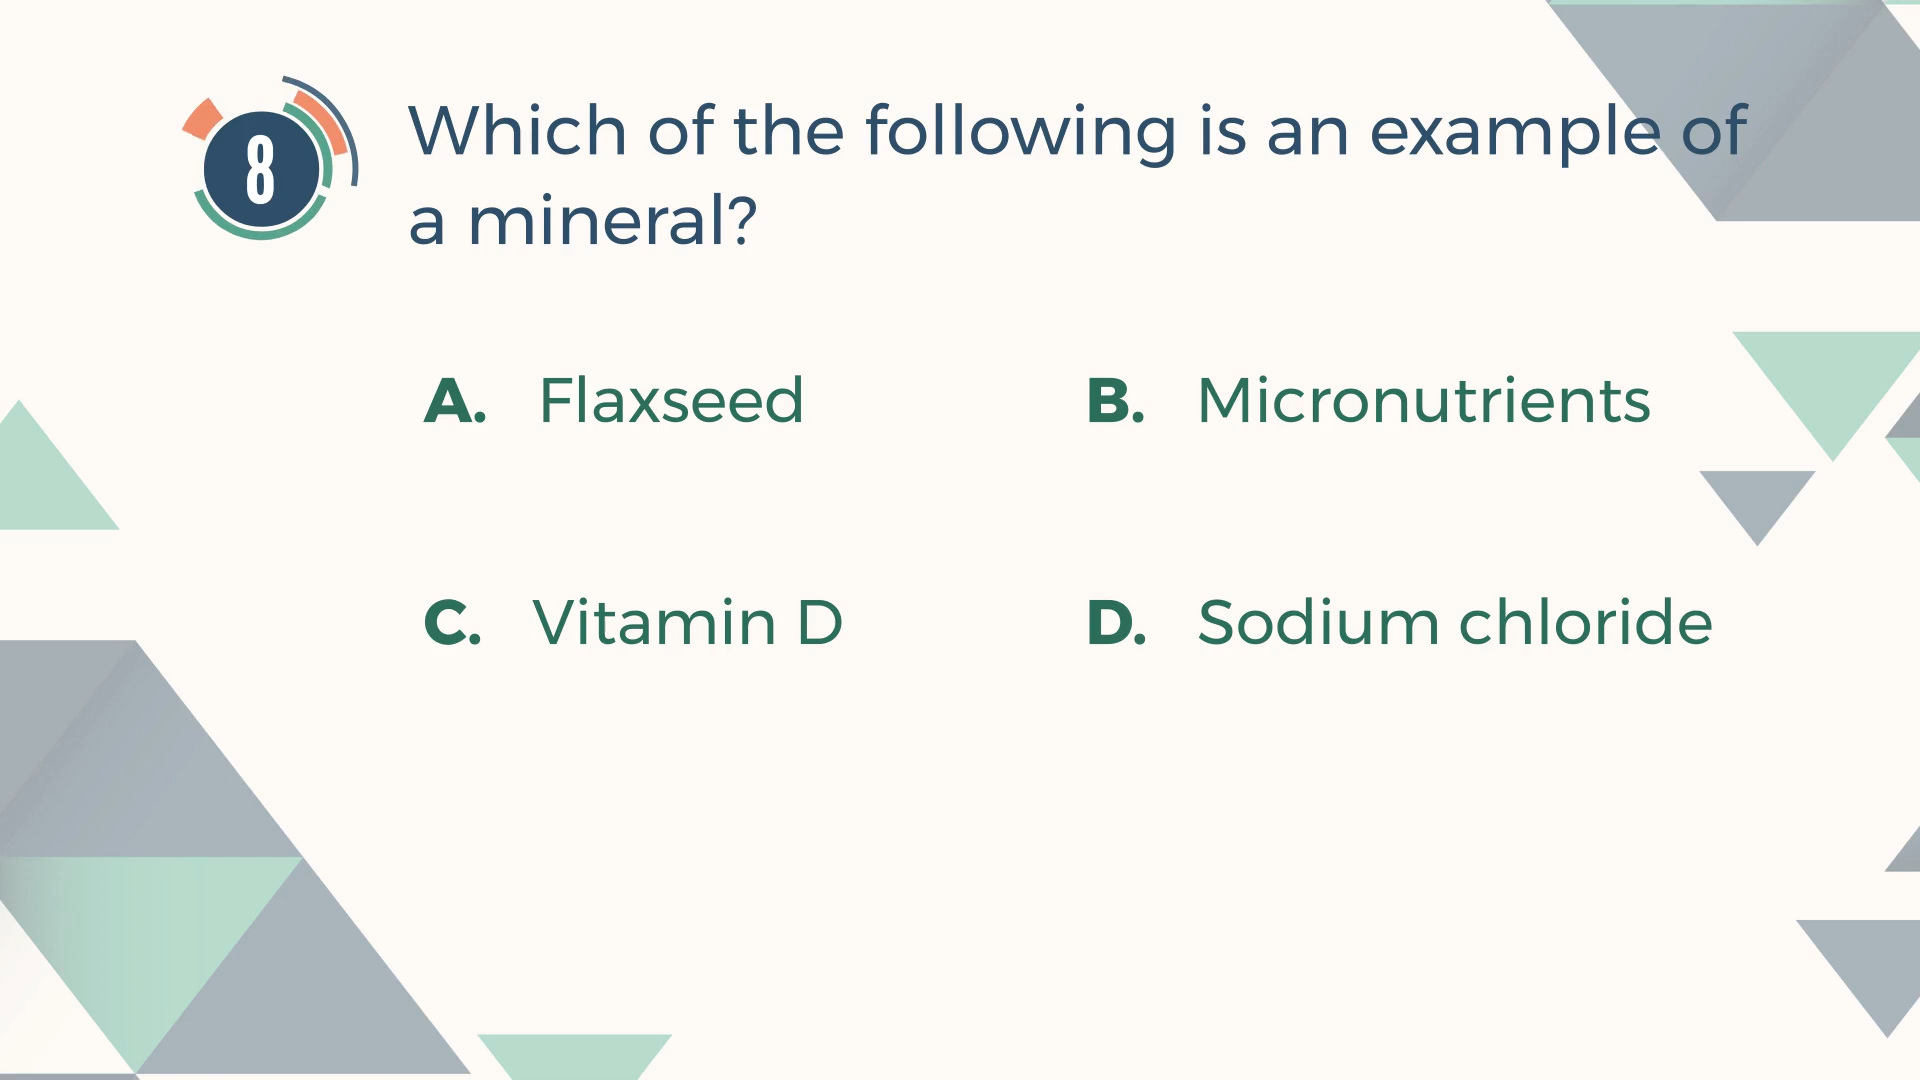 8
Which of the following is an example of
a mineral?
A. Flaxseed
B. Micronutrients
C. Vitamin D
D. Sodium chloride